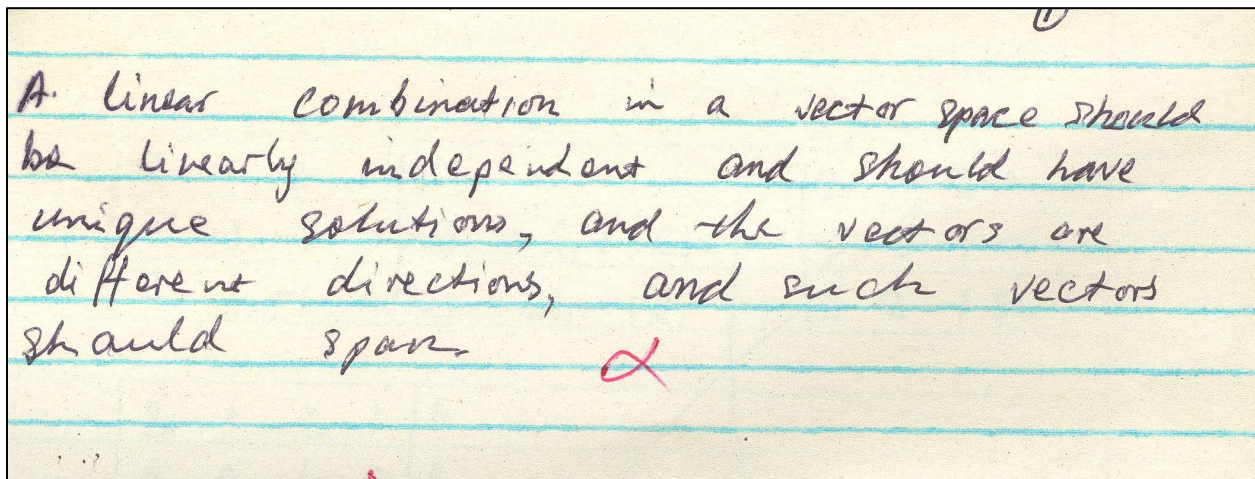 ①
A. linear combination in a vector space should
be linearly independent and should have
unique solutions, and the vectors are
different directions, and such vectors
should span.
α